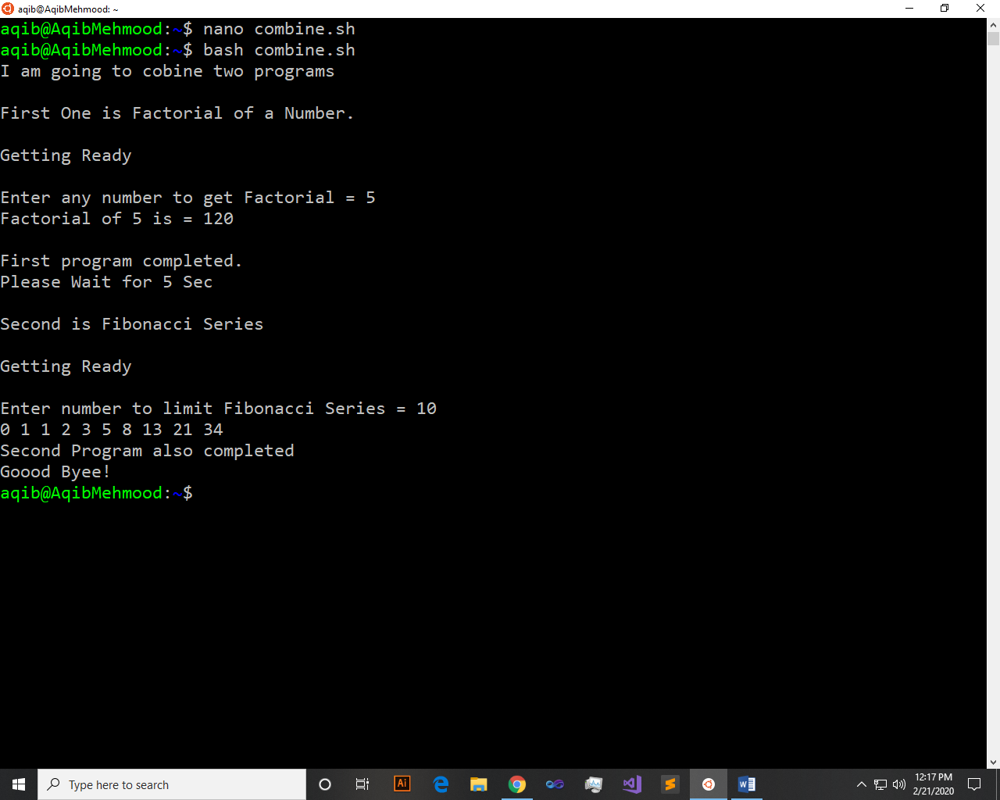 aqib@AqibMehmood: ~
aqib@AqibMehmood:~$ nano combine.sh
aqib@AqibMehmood:~$ bash combine.sh
I am going to cobine two programs
First One is Factorial of a Number.
Getting Ready
Enter any number to get Factorial = 5
Factorial of 5 is = 120
First program completed.
Please Wait for 5 Sec
Second is Fibonacci Series
Getting Ready
Enter number to limit Fibonacci Series = 10
0 1 1 2 3 5 8 13 21 34
Second Program also completed
Goood Byee!
aqib@AqibMehmood:~$
Type here to search
Ai
W
12:17 PM
2/21/2020